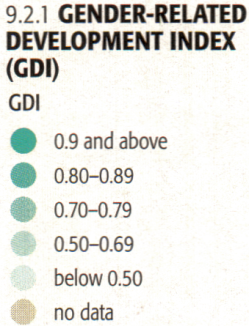 9.2.1 GENDER-RELATED
DEVELOPMENT INDEX
(GDI)
GDI
0.9 and above
0.80–0.89
0.70–0.79
0.50–0.69
below 0.50
no data